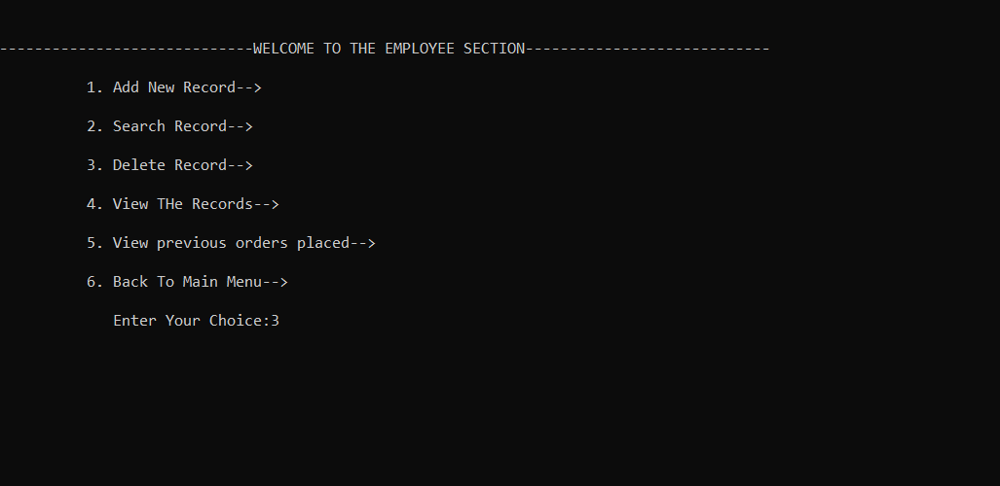 -----------------------------WELCOME TO THE EMPLOYEE SECTION----------------------------
1. Add New Record-->
2. Search Record-->
3. Delete Record-->
4. View THe Records-->
5. View previous orders placed-->
6. Back To Main Menu-->
Enter Your Choice:3